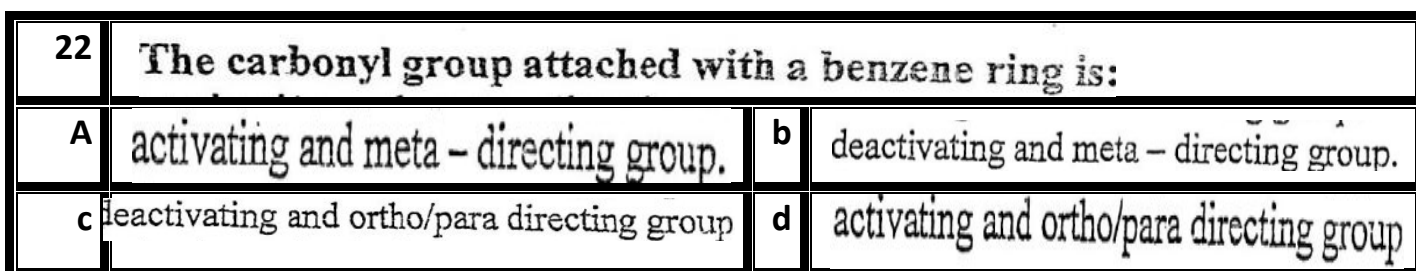 22 The carbonyl group attached with a benzene ring is:
A activating and meta – directing group. b deactivating and meta – directing group.
c deactivating and ortho/para directing group d activating and ortho/para directing group